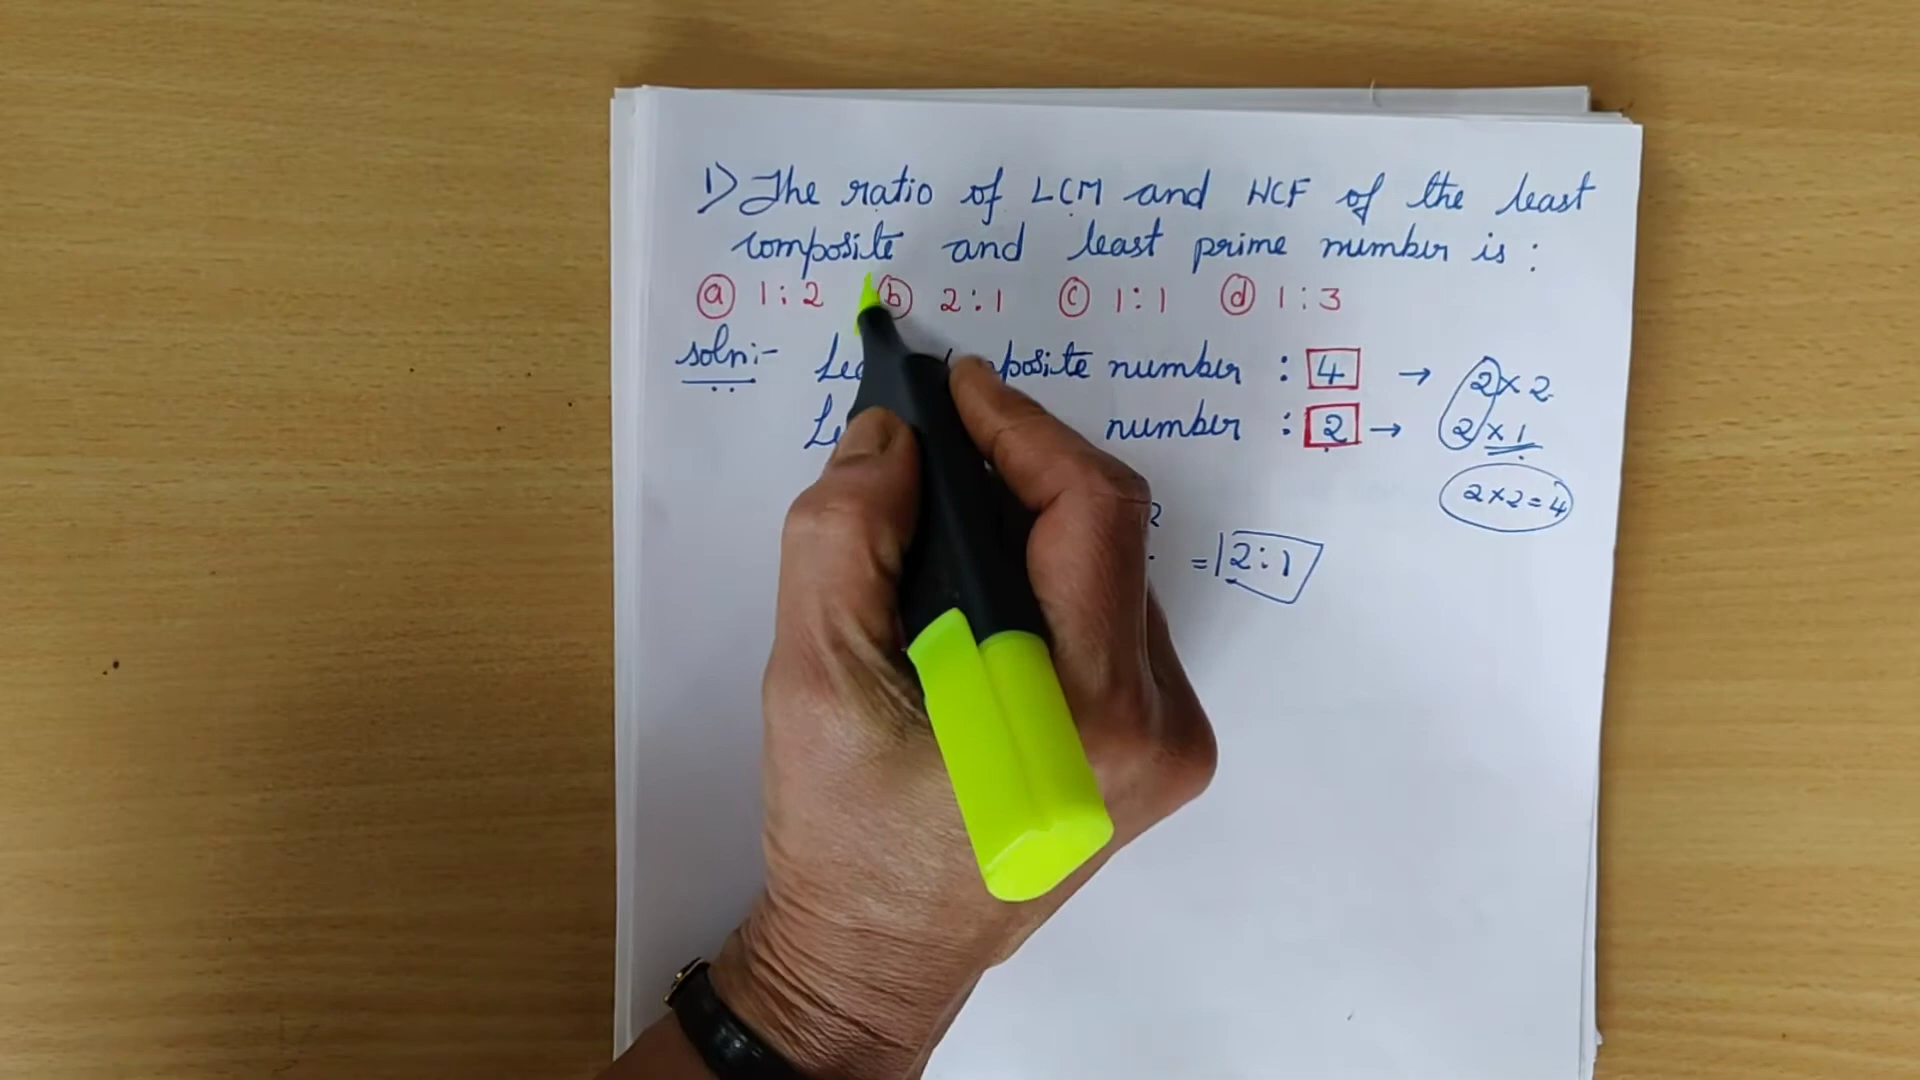 1) The ratio of LCM and HCF of the least
composite and least prime number is :
(a) 1 : 2 (b) 2 : 1 (c) 1 : 1 (d) 1 : 3
soln:- number : 4 → 2 × 2
number : 2 → 2 × 1
2×2=4
2
= 2:1